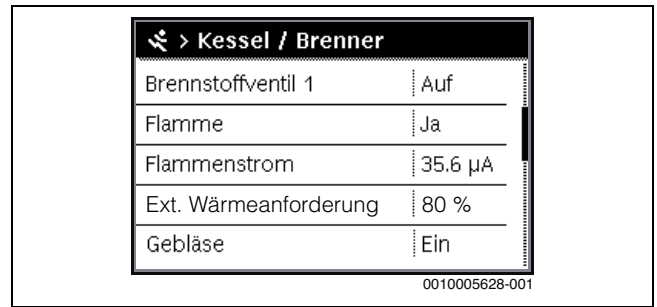 > Kessel / Brenner
Brennstoffventil 1 Auf
Flamme Ja
Flammenstrom 35.6 µA
Ext. Wärmeanforderung 80 %
Gebläse Ein
0010005628-001